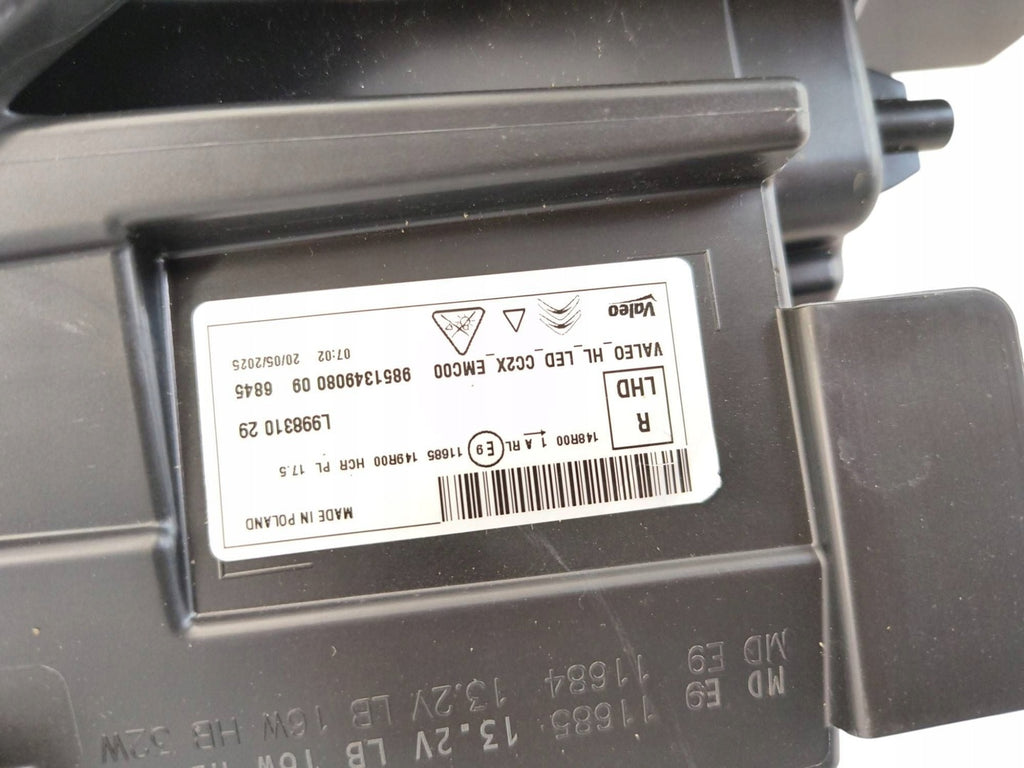 MADE IN POLAND
148R00 1 A RL E9 11685 149R00 HCR PL 17.5
R
LHD
L998310 29
VALEO_HL_LED_CC2X_EMC00
9851349080 09 6845
07:02 20/05/2025
Valeo
MD E9 11684 13.2V LB 16W HB 32W
MD E9 11685 13.2V LB 16W